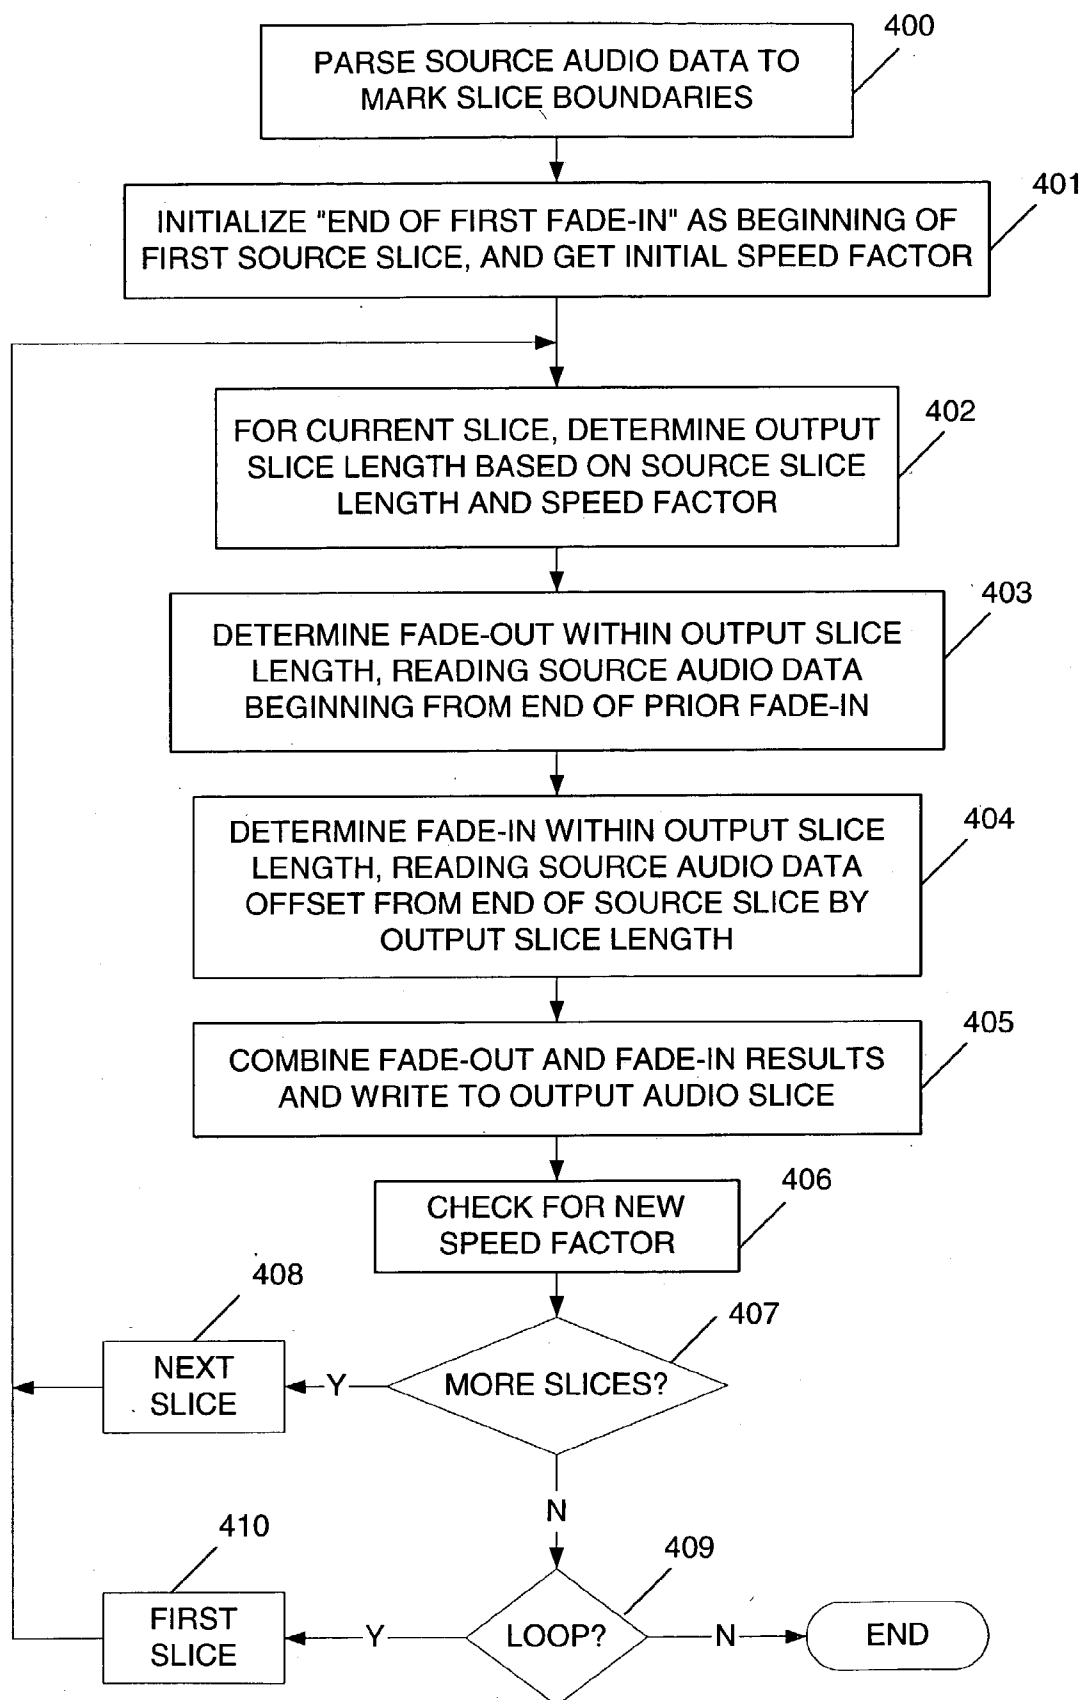 400
PARSE SOURCE AUDIO DATA TO
MARK SLICE BOUNDARIES
401
INITIALIZE "END OF FIRST FADE-IN" AS BEGINNING OF
FIRST SOURCE SLICE, AND GET INITIAL SPEED FACTOR
402
FOR CURRENT SLICE, DETERMINE OUTPUT
SLICE LENGTH BASED ON SOURCE SLICE
LENGTH AND SPEED FACTOR
403
DETERMINE FADE-OUT WITHIN OUTPUT SLICE
LENGTH, READING SOURCE AUDIO DATA
BEGINNING FROM END OF PRIOR FADE-IN
404
DETERMINE FADE-IN WITHIN OUTPUT SLICE
LENGTH, READING SOURCE AUDIO DATA
OFFSET FROM END OF SOURCE SLICE BY
OUTPUT SLICE LENGTH
405
COMBINE FADE-OUT AND FADE-IN RESULTS
AND WRITE TO OUTPUT AUDIO SLICE
406
CHECK FOR NEW
SPEED FACTOR
408
407
NEXT
SLICE
Y
MORE SLICES?
N
410
409
FIRST
SLICE
Y
LOOP?
N
END